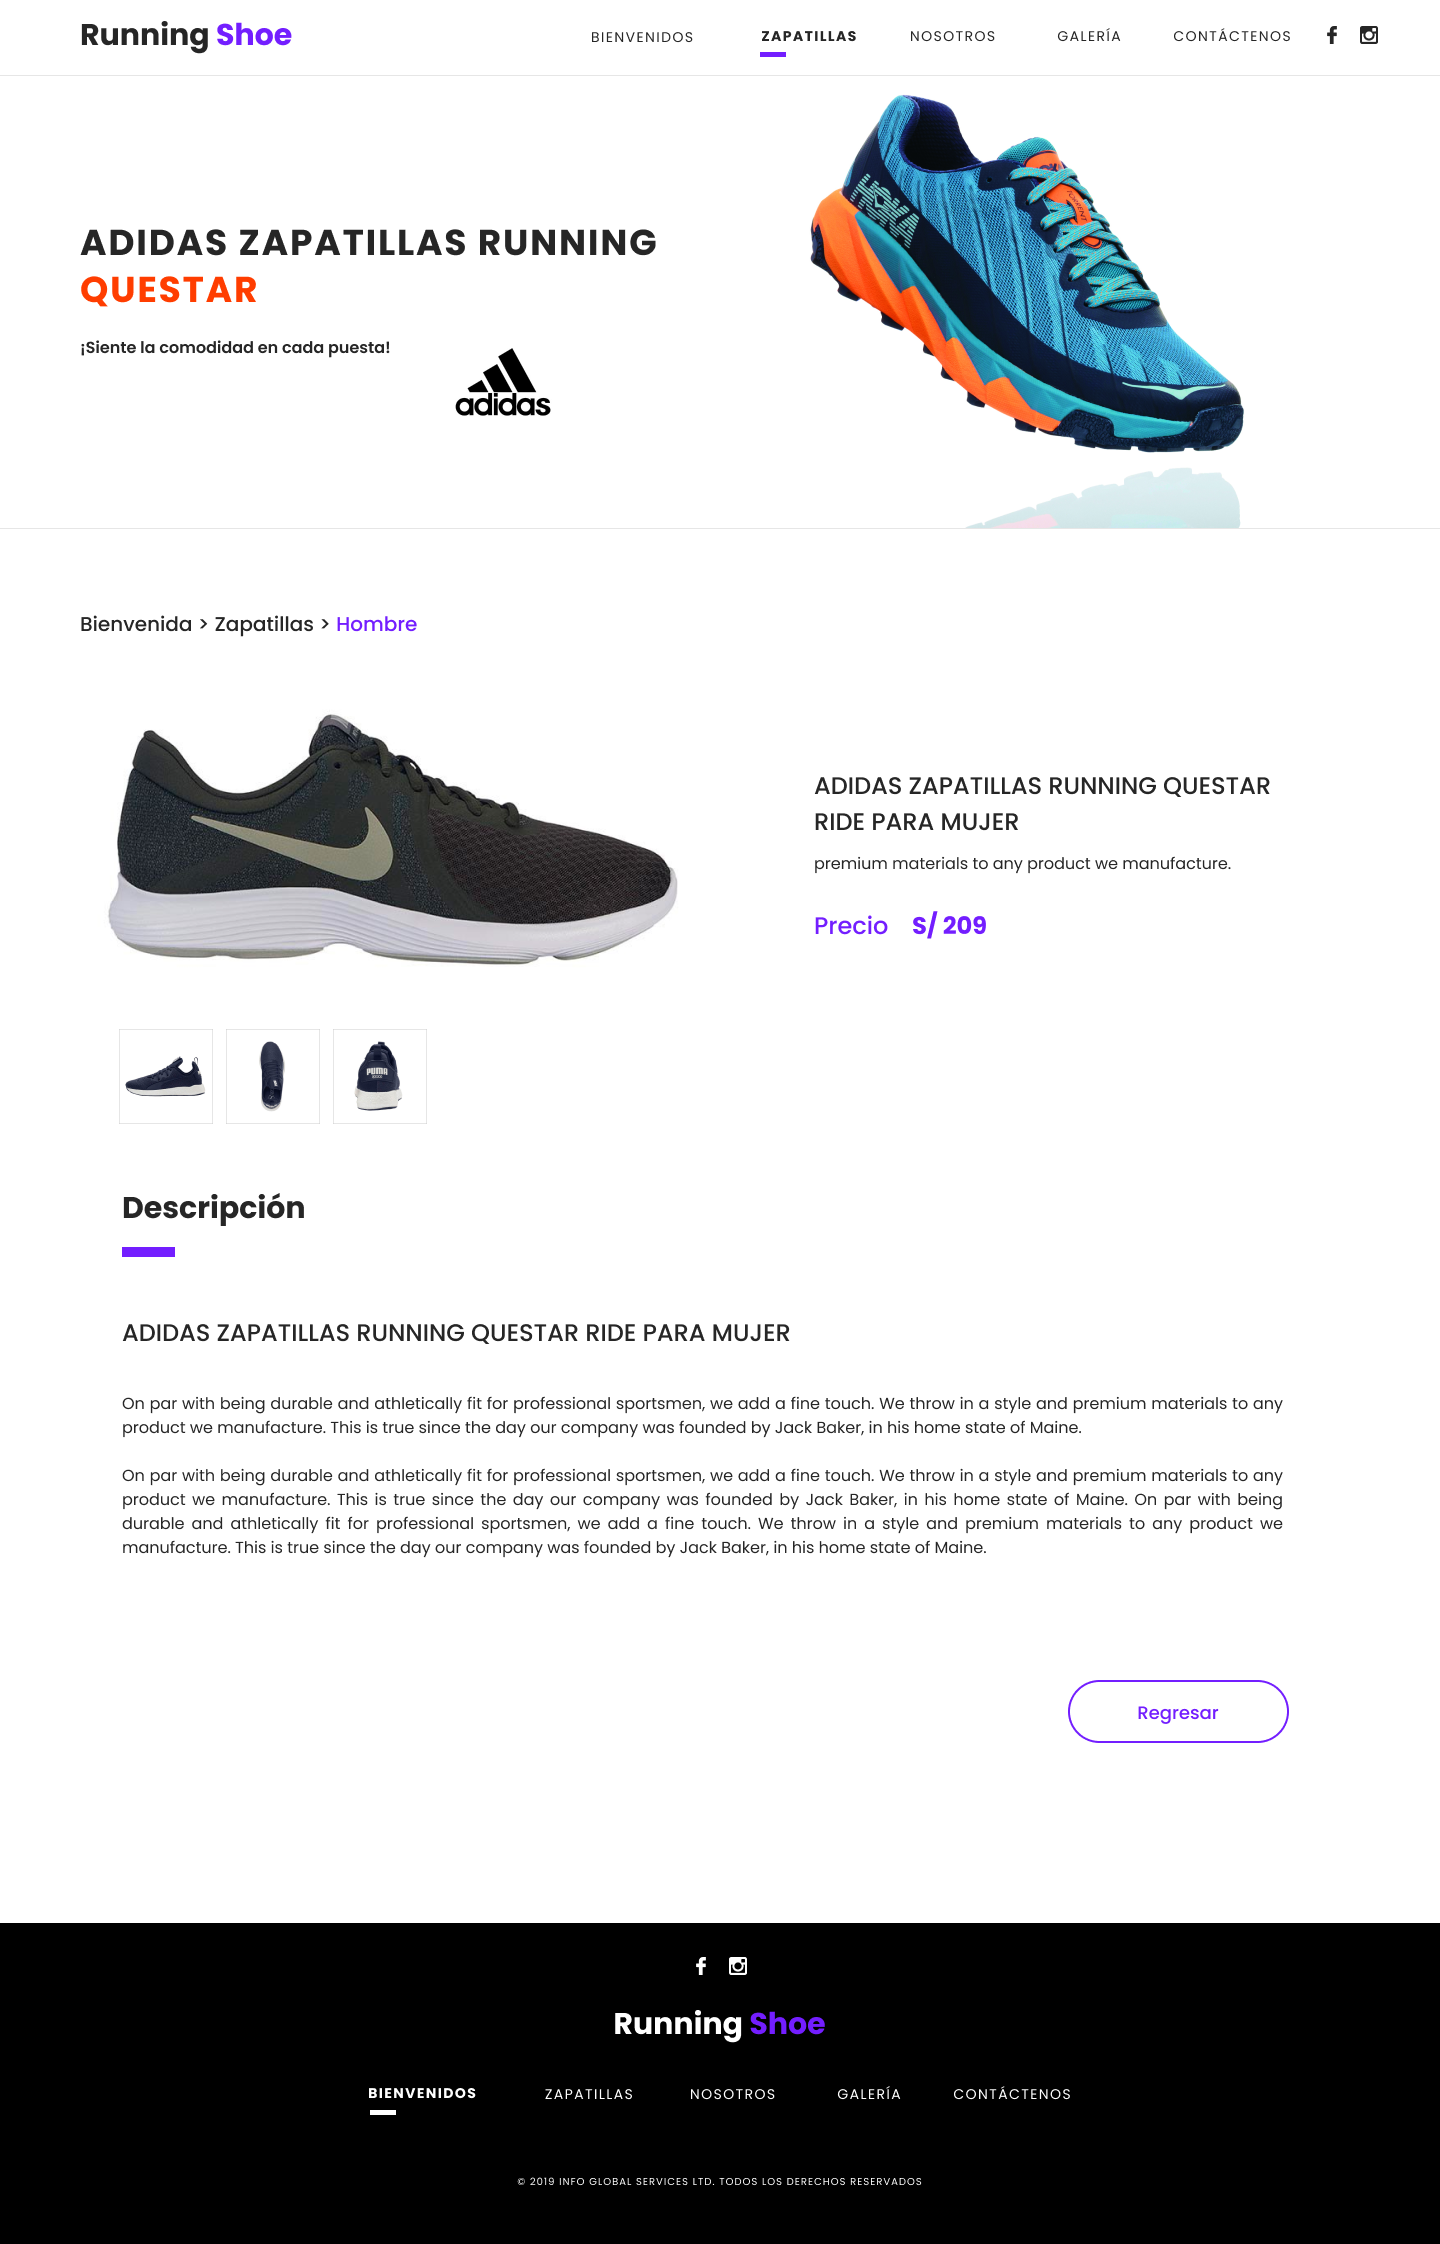 Running Shoe
BIENVENIDOS
ZAPATILLAS
NOSOTROS
GALERÍA
CONTÁCTENOS
HOKA
TORRENT
ADIDAS ZAPATILLAS RUNNING
QUESTAR
¡Siente la comodidad en cada puesta!
adidas
Bienvenida > Zapatillas > Hombre
ADIDAS ZAPATILLAS RUNNING QUESTAR
RIDE PARA MUJER
premium materials to any product we manufacture.
Precio S/ 209
PUMA
Descripción
ADIDAS ZAPATILLAS RUNNING QUESTAR RIDE PARA MUJER
On par with being durable and athletically fit for professional sportsmen, we add a fine touch. We throw in a style and premium materials to any
product we manufacture. This is true since the day our company was founded by Jack Baker, in his home state of Maine.
On par with being durable and athletically fit for professional sportsmen, we add a fine touch. We throw in a style and premium materials to any
product we manufacture. This is true since the day our company was founded by Jack Baker, in his home state of Maine. On par with being
durable and athletically fit for professional sportsmen, we add a fine touch. We throw in a style and premium materials to any product we
manufacture. This is true since the day our company was founded by Jack Baker, in his home state of Maine.
Regresar
Running Shoe
BIENVENIDOS
ZAPATILLAS
NOSOTROS
GALERÍA
CONTÁCTENOS
© 2019 INFO GLOBAL SERVICES LTD. TODOS LOS DERECHOS RESERVADOS